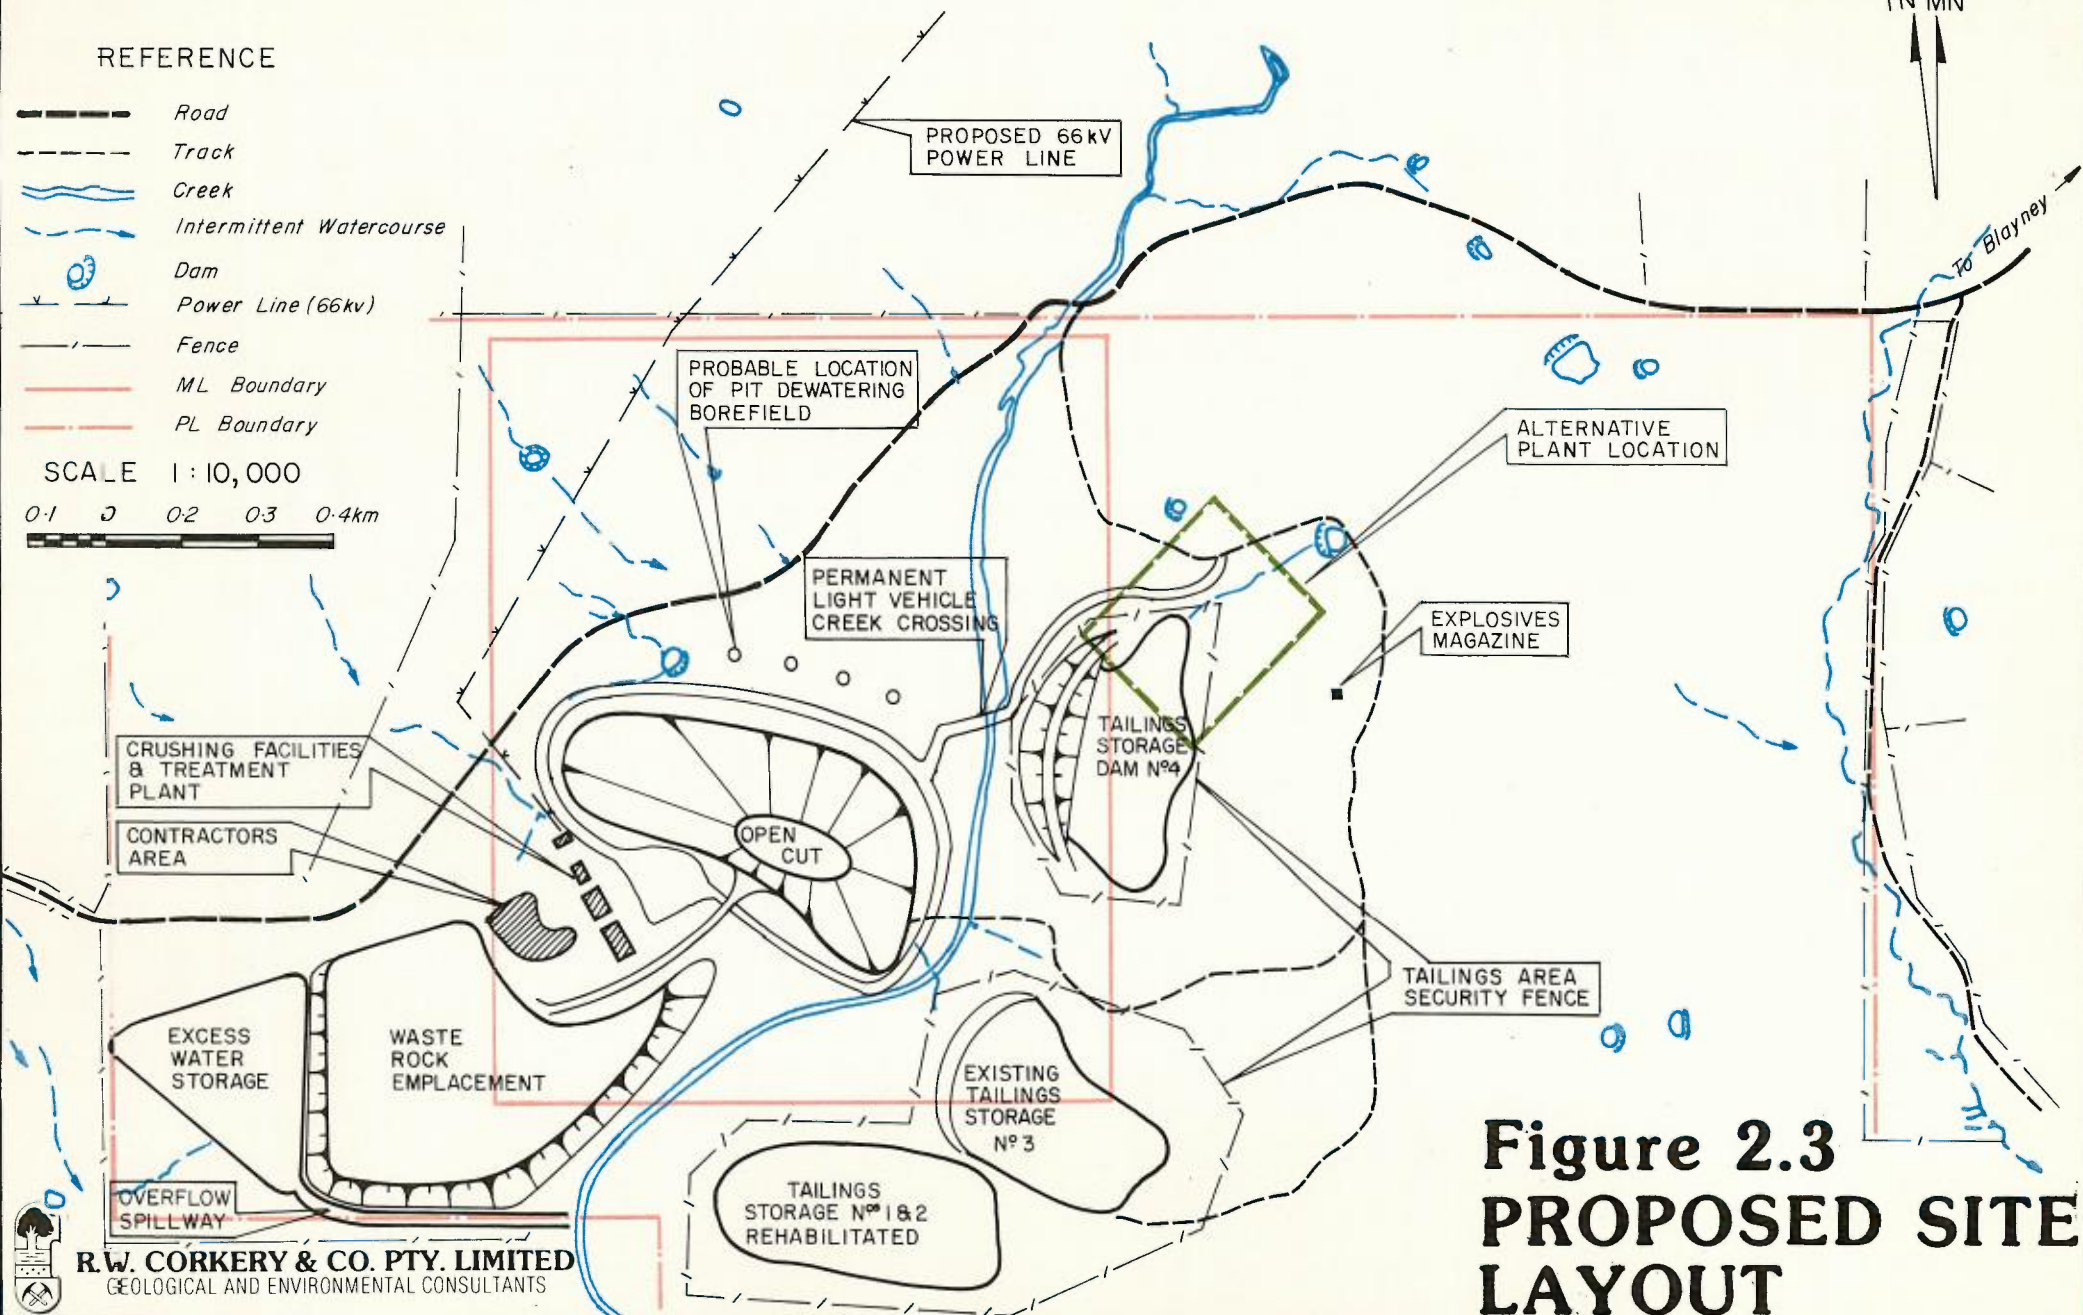 TN MN
REFERENCE
Road
Track
Creek
Intermittent Watercourse
Dam
Power Line (66kv)
Fence
ML Boundary
PL Boundary
SCALE 1:10,000
0·1 0 0·2 0·3 0·4km
PROPOSED 66kV
POWER LINE
To Blayney
PROBABLE LOCATION
OF PIT DEWATERING
BOREFIELD
ALTERNATIVE
PLANT LOCATION
PERMANENT
LIGHT VEHICLE
CREEK CROSSING
EXPLOSIVES
MAGAZINE
TAILINGS
STORAGE
DAM Nº4
CRUSHING FACILITIES
& TREATMENT
PLANT
CONTRACTORS
AREA
OPEN
CUT
TAILINGS AREA
SECURITY FENCE
EXCESS
WATER
STORAGE
WASTE
ROCK
EMPLACEMENT
EXISTING
TAILINGS
STORAGE
Nº 3
TAILINGS
STORAGE Nºˢ 1 & 2
REHABILITATED
OVERFLOW
SPILLWAY
R.W. CORKERY & CO. PTY. LIMITED
GEOLOGICAL AND ENVIRONMENTAL CONSULTANTS
Figure 2.3
PROPOSED SITE
LAYOUT